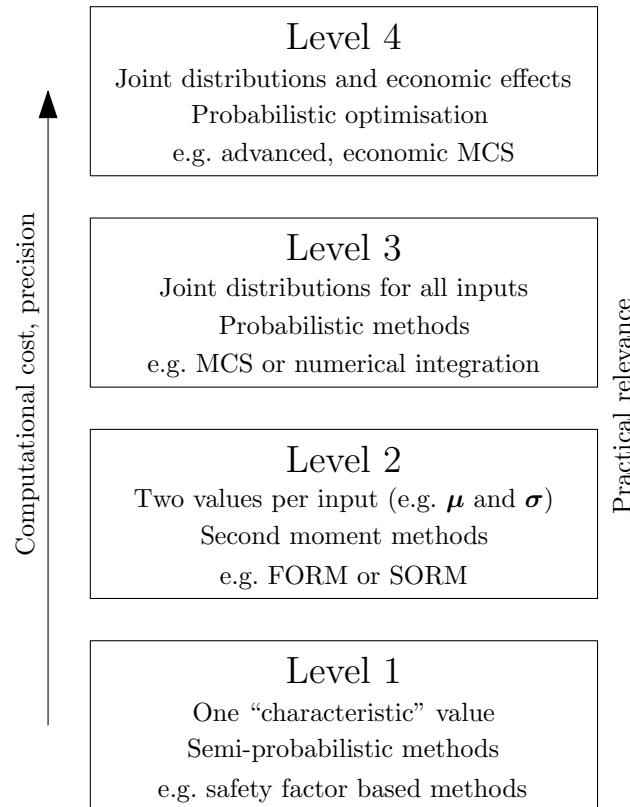 Level 4
Joint distributions and economic effects
Probabilistic optimisation
e.g. advanced, economic MCS
Level 3
Joint distributions for all inputs
Probabilistic methods
e.g. MCS or numerical integration
Level 2
Two values per input (e.g. 𝝁 and 𝝈)
Second moment methods
e.g. FORM or SORM
Level 1
One “characteristic” value
Semi-probabilistic methods
e.g. safety factor based methods
Computational cost, precision
Practical relevance